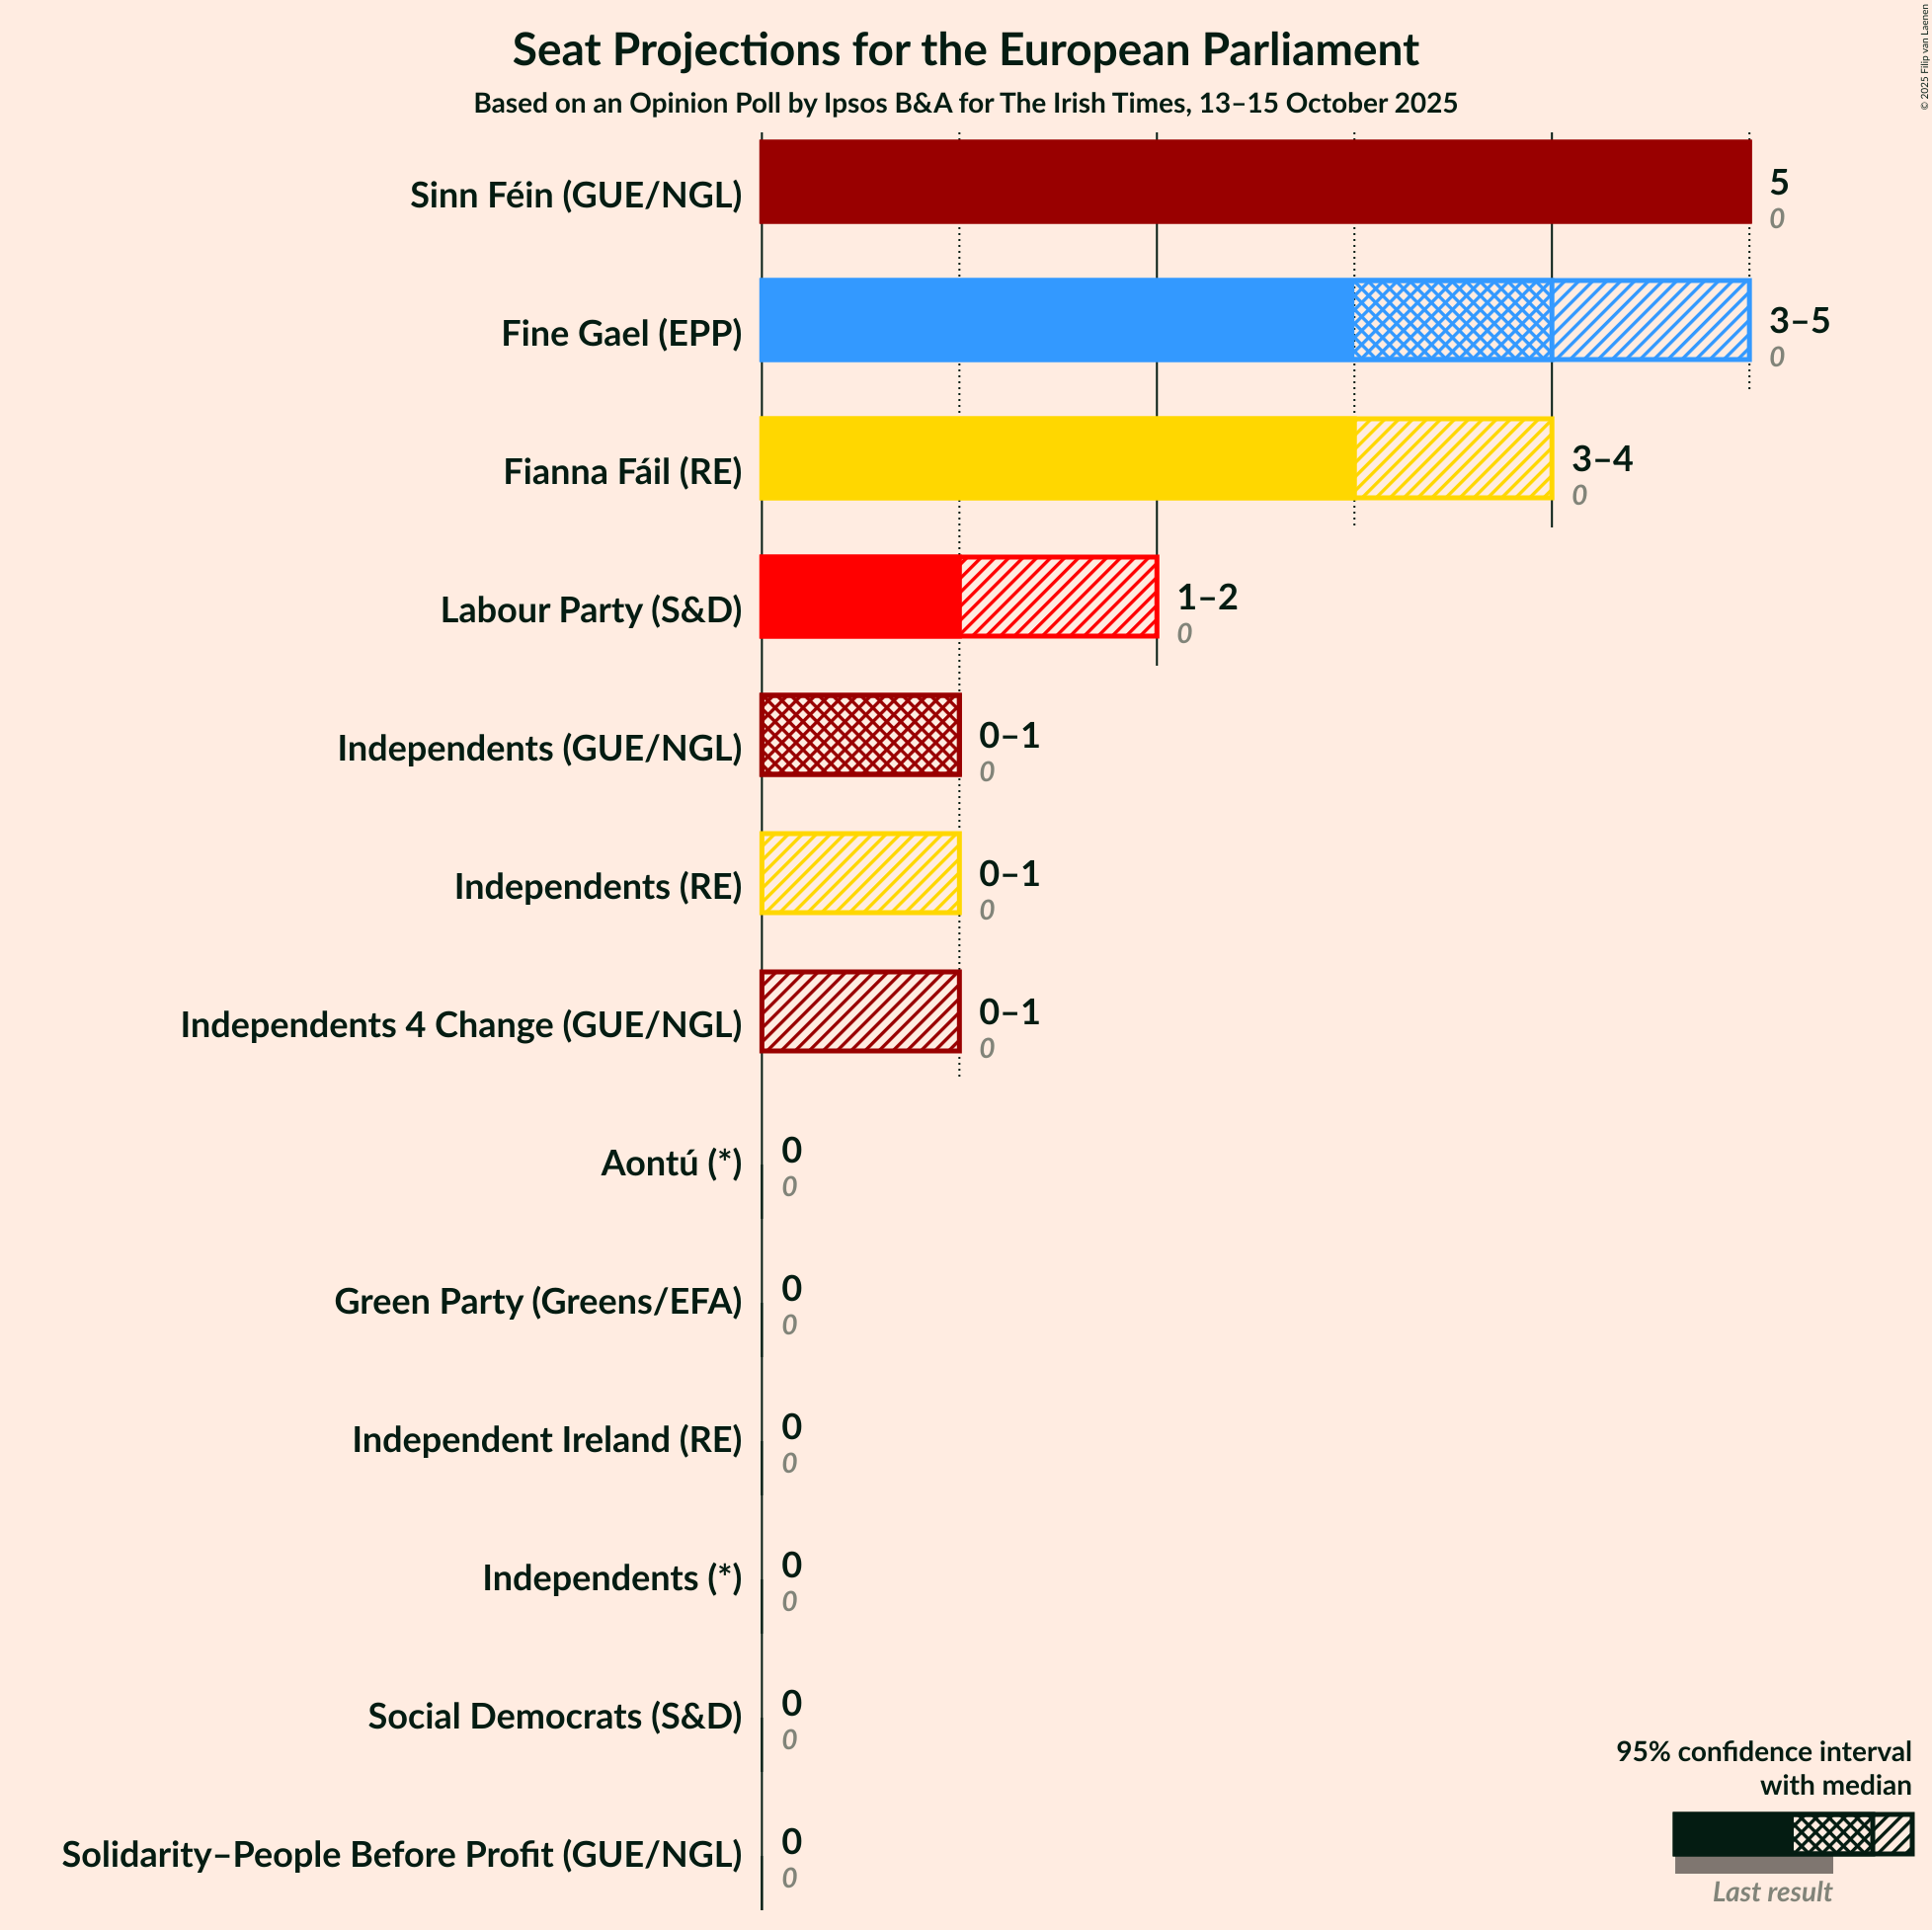 Seat Projections for the European Parliament
Based on an Opinion Poll by Ipsos B&A for The Irish Times, 13–15 October 2025
© 2025 Filip van Laenen
Sinn Féin (GUE/NGL)
5
0
Fine Gael (EPP)
3–5
0
Fianna Fáil (RE)
3–4
0
Labour Party (S&D)
1–2
0
Independents (GUE/NGL)
0–1
0
Independents (RE)
0–1
0
Independents 4 Change (GUE/NGL)
0–1
0
Aontú (*)
0
0
Green Party (Greens/EFA)
0
0
Independent Ireland (RE)
0
0
Independents (*)
0
0
Social Democrats (S&D)
0
0
Solidarity–People Before Profit (GUE/NGL)
0
0
95% confidence interval
with median
Last result